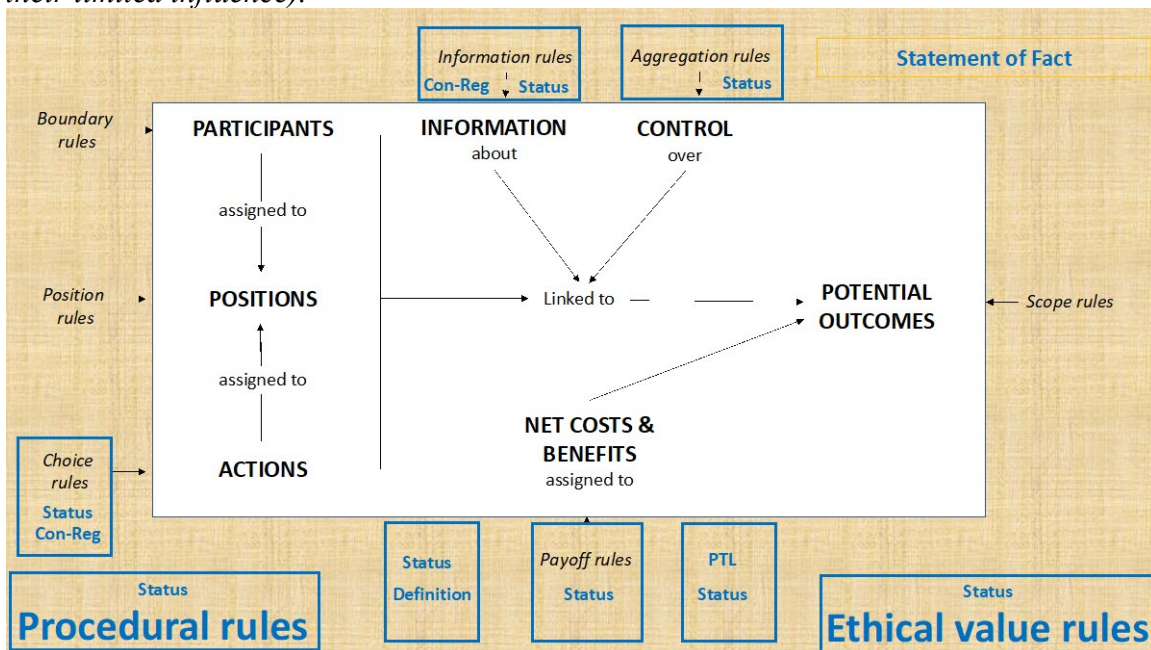 their limited influence).
Information rules
Con-Reg Status
Aggregation rules
Status
Statement of Fact
Boundary
rules
PARTICIPANTS
INFORMATION
about
CONTROL
over
assigned to
Position
rules
POSITIONS
Linked to
POTENTIAL
OUTCOMES
Scope rules
assigned to
NET COSTS &
BENEFITS
assigned to
Choice
rules
Status
Con-Reg
ACTIONS
Status
Definition
Payoff rules
Status
PTL
Status
Status
Procedural rules
Status
Ethical value rules